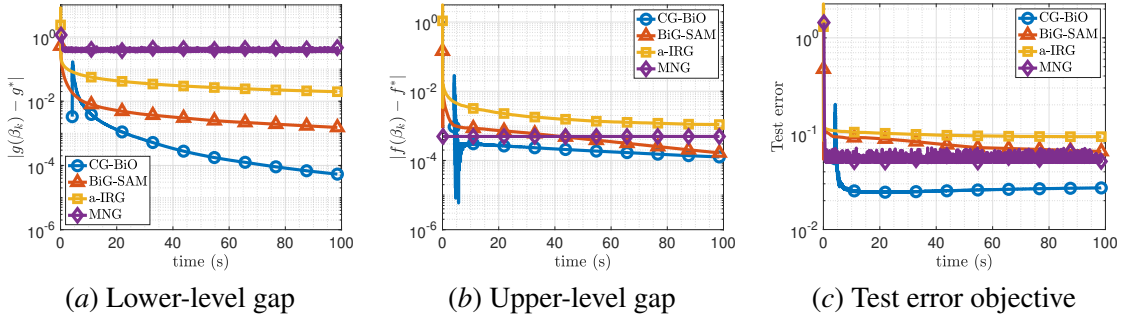 |g(β_k) − g*|
10^0
10^-2
10^-4
10^-6
CG-BiO
BiG-SAM
a-IRG
MNG
0 20 40 60 80 100
time (s)
(a) Lower-level gap
|f(β_k) − f*|
10^0
10^-2
10^-4
10^-6
CG-BiO
BiG-SAM
a-IRG
MNG
0 20 40 60 80 100
time (s)
(b) Upper-level gap
Test error
10^0
10^-1
10^-2
CG-BiO
BiG-SAM
a-IRG
MNG
0 20 40 60 80 100
time (s)
(c) Test error objective